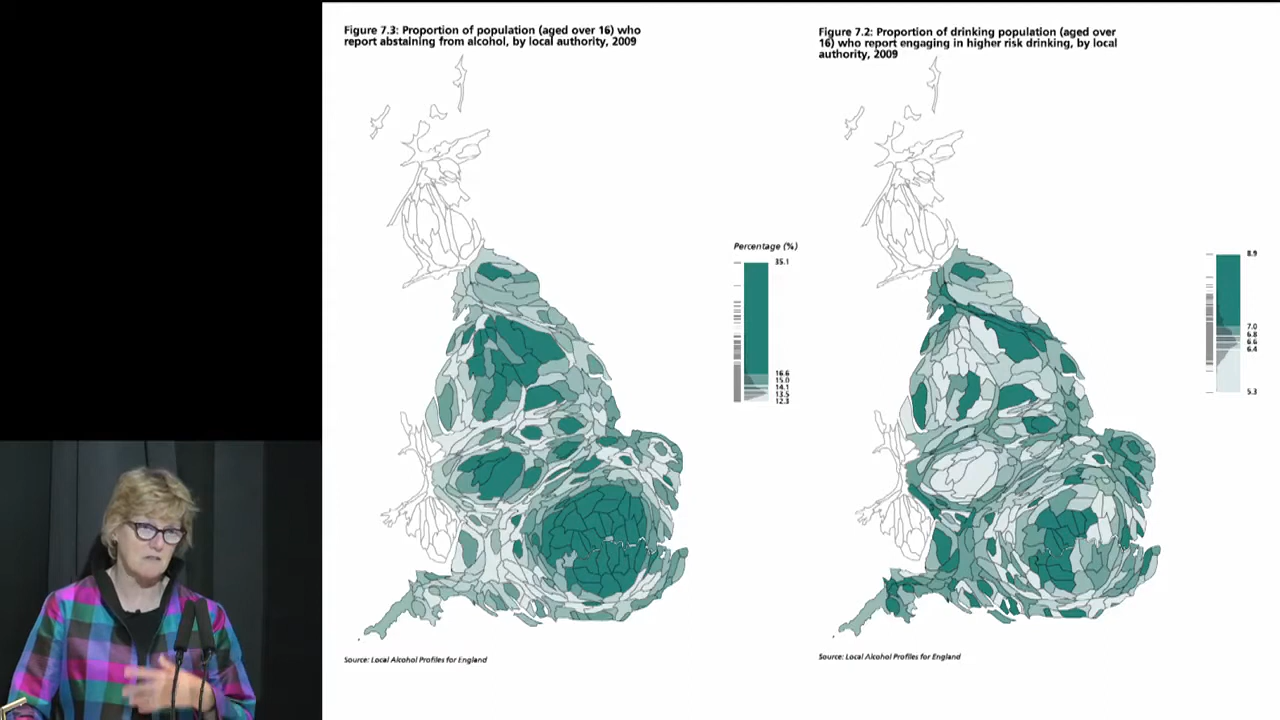 Figure 7.3: Proportion of population (aged over 16) who
report abstaining from alcohol, by local authority, 2009
Percentage (%)
35.1
16.6
15.0
14.1
13.5
12.3
Source: Local Alcohol Profiles for England
Figure 7.2: Proportion of drinking population (aged over
16) who report engaging in higher risk drinking, by local
authority, 2009
8.9
7.0
6.8
6.6
6.4
5.3
Source: Local Alcohol Profiles for England